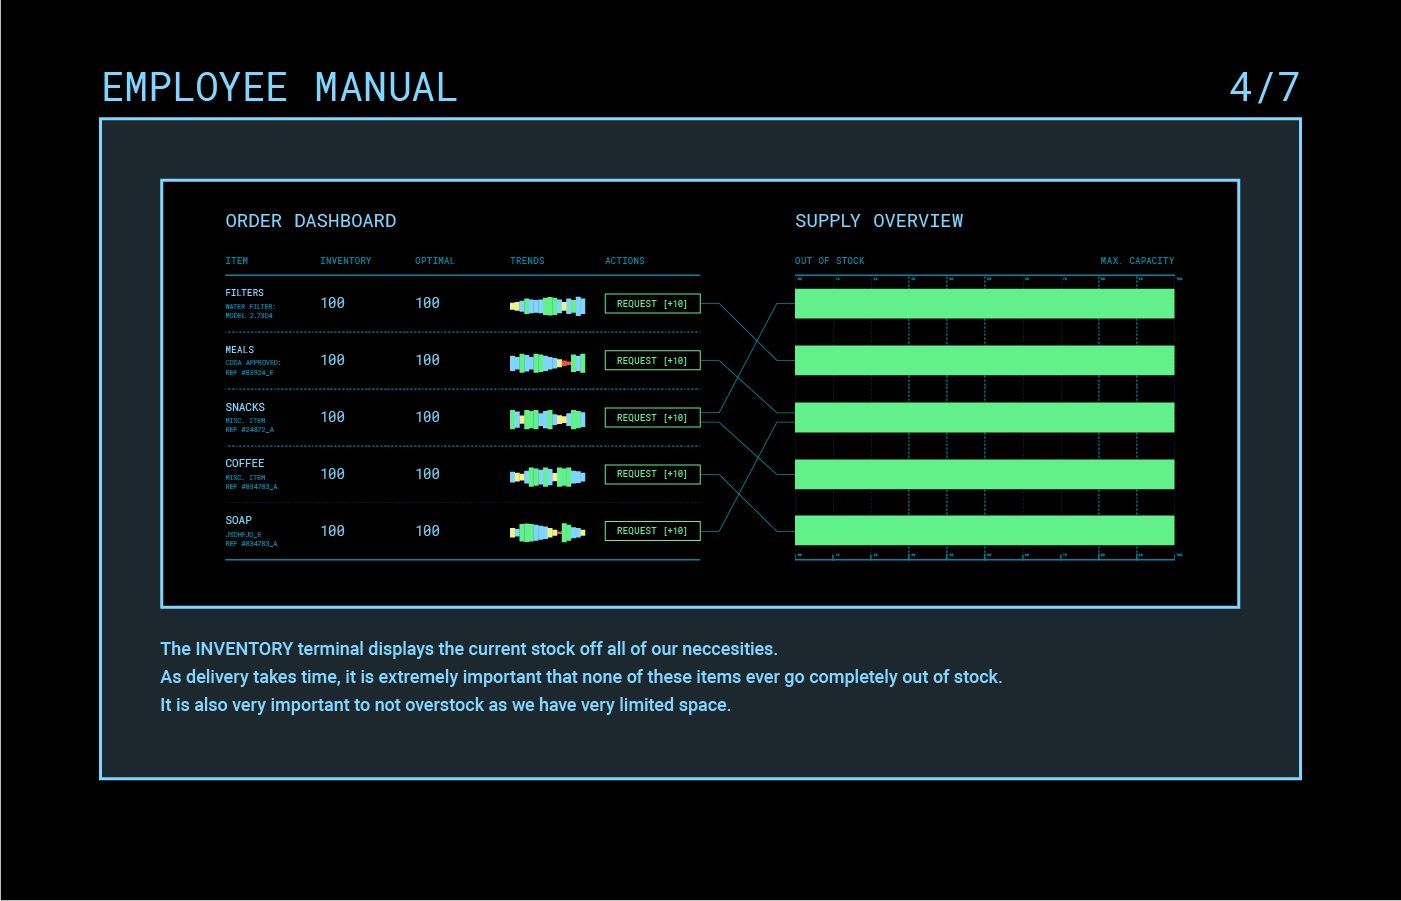 EMPLOYEE MANUAL 4/7
ORDER DASHBOARD SUPPLY OVERVIEW
ITEM INVENTORY OPTIMAL TRENDS ACTIONS OUT OF STOCK MAX. CAPACITY
FILTERS
WATER FILTER:
MODEL 2.73D4
100 100 REQUEST [+10]
MEALS
CDDA APPROVED:
REF #83924_E
100 100 REQUEST [+10]
SNACKS
MISC. ITEM
REF #24872_A
100 100 REQUEST [+10]
COFFEE
MISC. ITEM
REF #834783_A
100 100 REQUEST [+10]
SOAP
REF #834783_A
100 100 REQUEST [+10]
The INVENTORY terminal displays the current stock off all of our neccesities.
As delivery takes time, it is extremely important that none of these items ever go completely out of stock.
It is also very important to not overstock as we have very limited space.